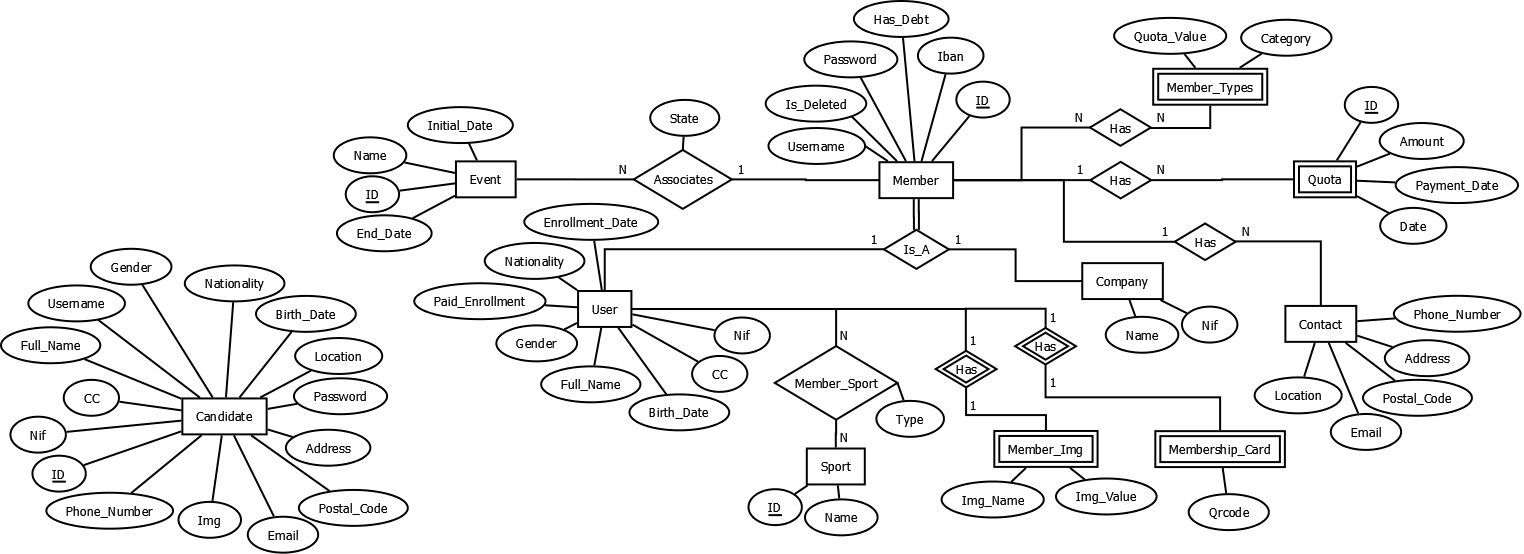 Has_Debt
Quota_Value
Category
Password
Iban
Member_Types
Is_Deleted
ID
ID
State
Initial_Date
N
Has
N
Amount
Username
Name
Event
N
Associates
1
Member
1
Has
N
Quota
Payment_Date
ID
Date
End_Date
Enrollment_Date
1
Is_A
1
1
Has
N
Gender
Nationality
Nationality
Company
Username
Paid_Enrollment
User
Birth_Date
Name
Nif
Contact
Phone_Number
Full_Name
Gender
Nif
N
1
1
Has
Location
Address
Full_Name
CC
Has
Member_Sport
1
CC
Password
Birth_Date
Type
1
Location
Postal_Code
Candidate
Nif
Address
N
Email
ID
Sport
Member_Img
Membership_Card
Phone_Number
Img
Email
Postal_Code
ID
Name
Img_Name
Img_Value
Qrcode